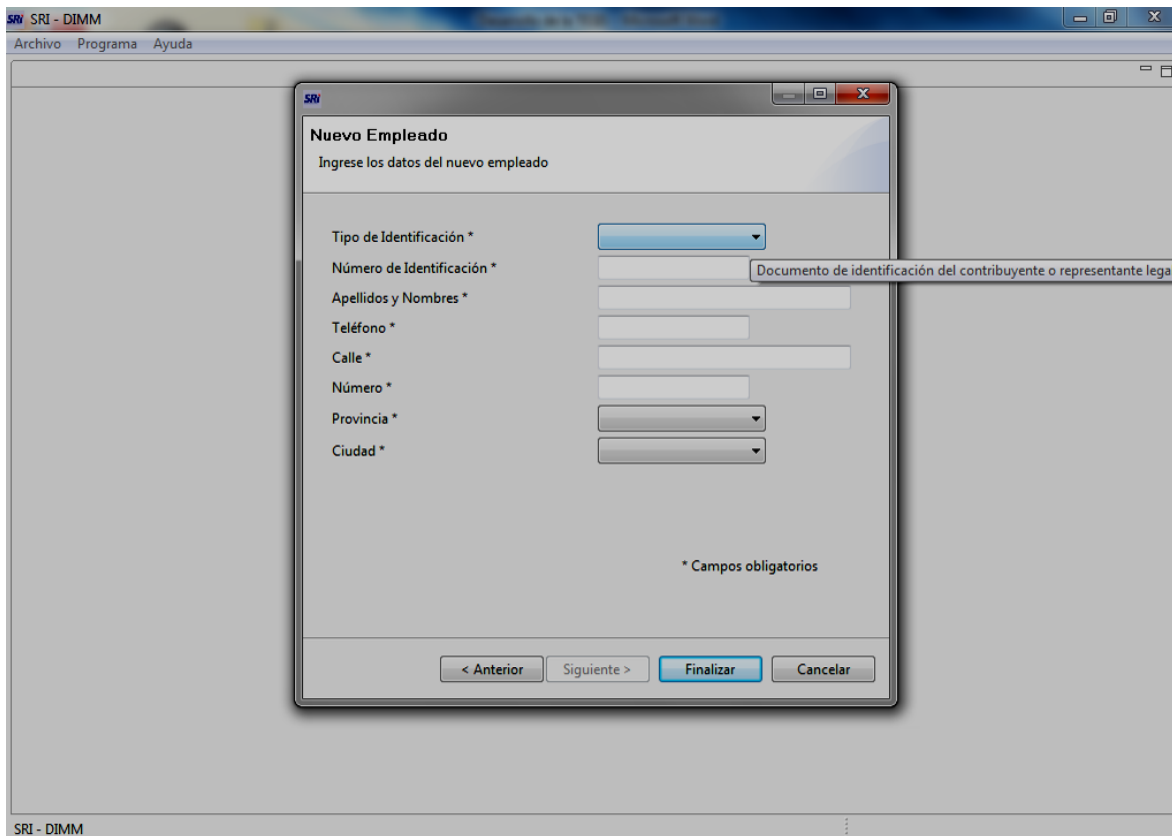 SRi SRI - DIMM
Archivo Programa Ayuda
SRi
Nuevo Empleado
Ingrese los datos del nuevo empleado
Tipo de Identificación *
Número de Identificación *
Documento de identificación del contribuyente o representante lega
Apellidos y Nombres *
Teléfono *
Calle *
Número *
Provincia *
Ciudad *
* Campos obligatorios
< Anterior Siguiente > Finalizar Cancelar
SRI - DIMM